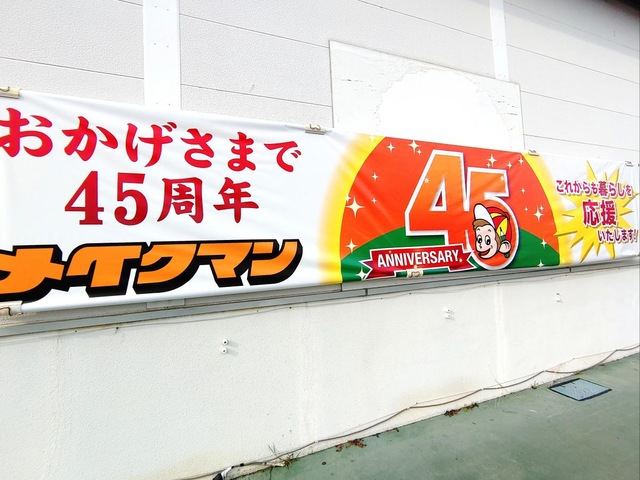 おかげさまで
45周年
メイクマン
45
ANNIVERSARY
これからも暮らしを
応援
いたします!